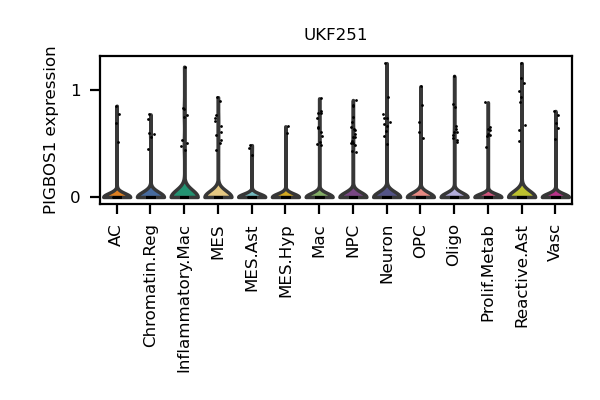 UKF251
PIGBOS1 expression
1
0
AC
Chromatin.Reg
Inflammatory.Mac
MES
MES.Ast
MES.Hyp
Mac
NPC
Neuron
OPC
Oligo
Prolif.Metab
Reactive.Ast
Vasc